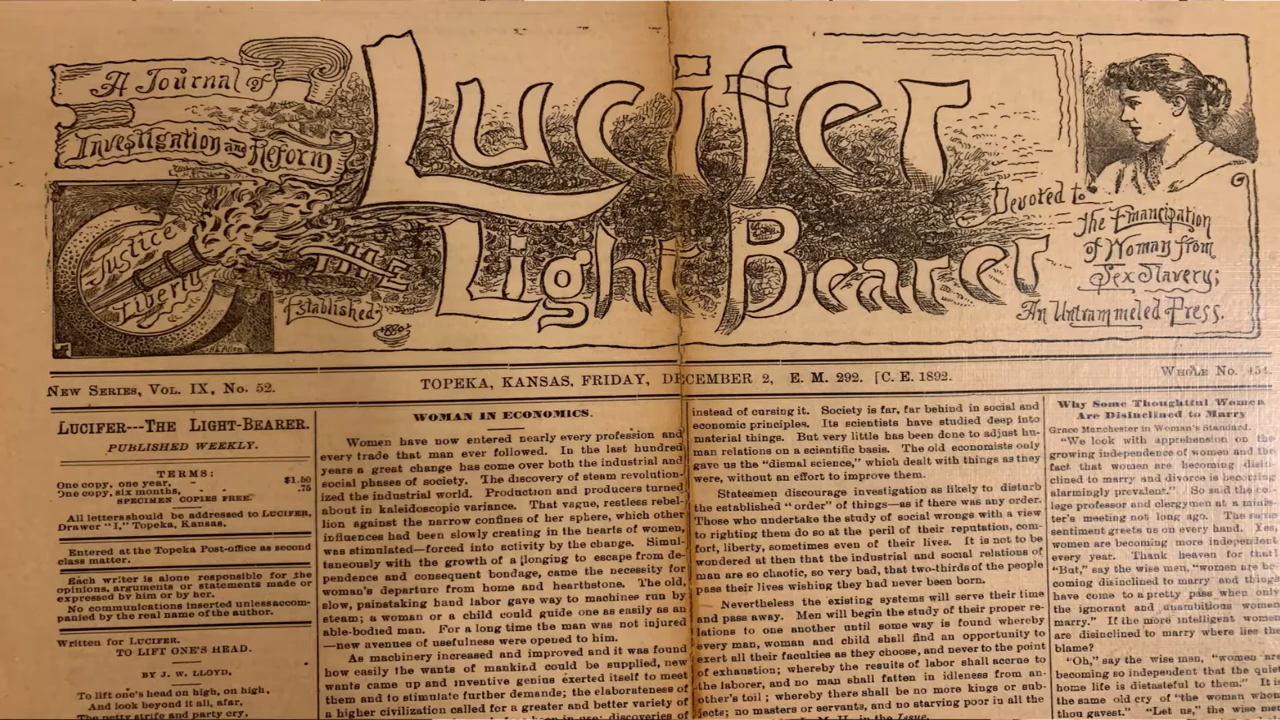 A Journal of
Investigation and Reform
Lucifer
THE
Light Bearer
Justice
Liberty
Established
1880
Devoted to
The Emancipation
of Woman from
Sex Slavery;
An Untrammeled Press.
New Series, Vol. IX, No. 52.
TOPEKA, KANSAS, FRIDAY, DECEMBER 2, E. M. 292. [C. E. 1892.
Whole No. 454.
LUCIFER---THE LIGHT-BEARER.
PUBLISHED WEEKLY.
TERMS:
One copy, one year, - - $1.50
One copy, six months, .75
SPECIMEN COPIES FREE.
All letters should be addressed to LUCIFER,
Drawer "I," Topeka, Kansas.
Entered at the Topeka Post-office as second
class matter.
Each writer is alone responsible for the
opinions, arguments or statements made or
expressed by him or by her.
No communications inserted unless accom-
panied by the real name of the author.
Written for LUCIFER.
TO LIFT ONE'S HEAD.
BY J. W. LLOYD,
To lift one's head on high, on high,
And look beyond it all, afar,
The petty strife and party cry,
WOMAN IN ECONOMICS.
Women have now entered nearly every profession and
every trade that man ever followed. In the last hundred
years a great change has come over both the industrial and
social phases of society. The discovery of steam revolution-
ized the industrial world. Production and producers turned
about in kaleidoscopic variance. That vague, restless rebel-
lion against the narrow confines of her sphere, which other
influences had been slowly creating in the hearts of women,
was stimulated—forced into activity by the change. Simul-
taneously with the growth of a longing to escape from de-
pendence and consequent bondage, came the necessity for
woman's departure from home and hearthstone. The old,
slow, painstaking hand labor gave way to machines run by
steam; a woman or a child could guide one as easily as an
able-bodied man. For a long time the man was not injured
—new avenues of usefulness were opened to him.
As machinery increased and improved and it was found
how easily the wants of mankind could be supplied, new
wants came up and inventive genius exerted itself to meet
them and to stimulate further demands; the elaborateness of
a higher civilization called for a greater and better variety of
instead of cursing it. Society is far, far behind in social and
economic principles. Its scientists have studied deep into
material things. But very little has been done to adjust hu-
man relations on a scientific basis. The old economists only
gave us the "dismal science," which dealt with things as they
were, without an effort to improve them.
Statesmen discourage investigation as likely to disturb
the established "order" of things—as if there was any order.
Those who undertake the study of social wrongs with a view
to righting them do so at the peril of their reputation, com-
fort, liberty, sometimes even of their lives. It is not to be
wondered at then that the industrial and social relations of
man are so chaotic, so very bad, that two-thirds of the people
pass their lives wishing they had never been born.
Nevertheless the existing systems will serve their time
and pass away. Men will begin the study of their proper re-
lations to one another until some way is found whereby
every man, woman and child shall find an opportunity to
exert all their faculties as they choose, and never to the point
of exhaustion; whereby the results of labor shall accrue to
the laborer, and no man shall fatten in idleness from an-
other's toil; whereby there shall be no more kings or sub-
jects; no masters or servants, and no starving poor in all the
L. M. H. in the Issue.
Why Some Thoughtful Women
Are Disinclined to Marry
Grace Manchester in Woman's Standard.
"We look with apprehension on the
growing independence of women and the
fact that women are becoming disin-
clined to marry and divorce is becoming
alarmingly prevalent." So said the col-
lege professor and clergymen at a minis-
ter's meeting not long ago. The same
sentiment greets us on every hand. Yes,
women are becoming more independent
every year. Thank heaven for that!
"But," say the wise men, "women are be-
coming disinclined to marry and things
have come to a pretty pass when only
the ignorant and unambitious women
marry." If the more intelligent women
are disinclined to marry where lies the
blame?
"Oh," say the wise men, "women are
becoming so independent that the quiet
home life is distasteful to them." It is
the same old cry of "the woman whom
thou gavest." "Let us," the wise men